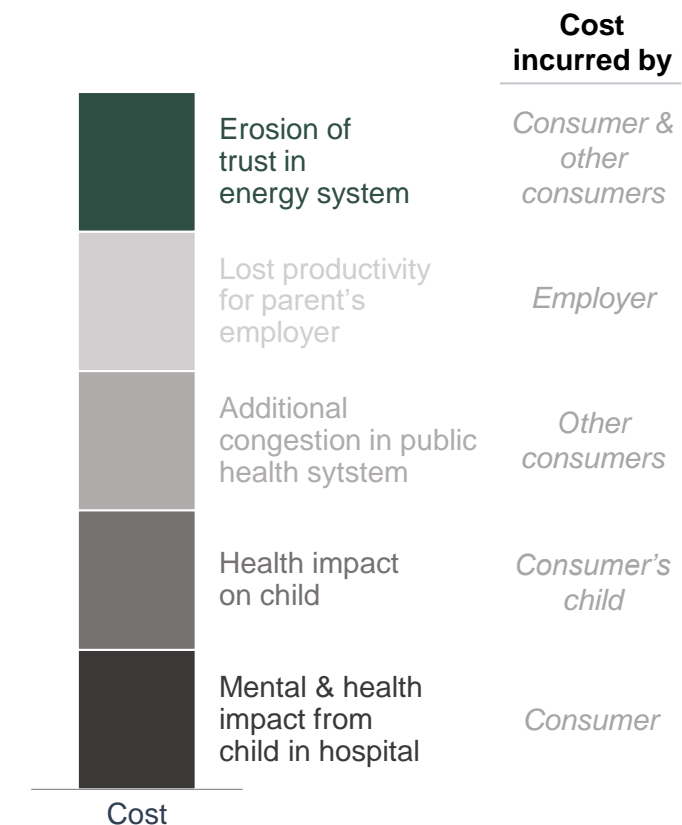 Cost
incurred by
Erosion of
trust in
energy system
Consumer &
other
consumers
Lost productivity
for parent's
employer
Employer
Additional
congestion in public
health sytstem
Other
consumers
Health impact
on child
Consumer's
child
Mental & health
impact from
child in hospital
Consumer
Cost